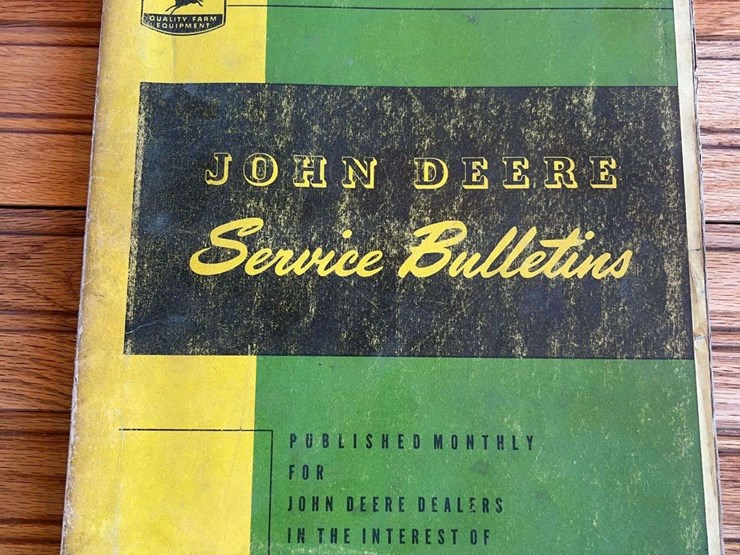 QUALITY FARM
EQUIPMENT
JOHN DEERE
Service Bulletins
PUBLISHED MONTHLY
FOR
JOHN DEERE DEALERS
IN THE INTEREST OF